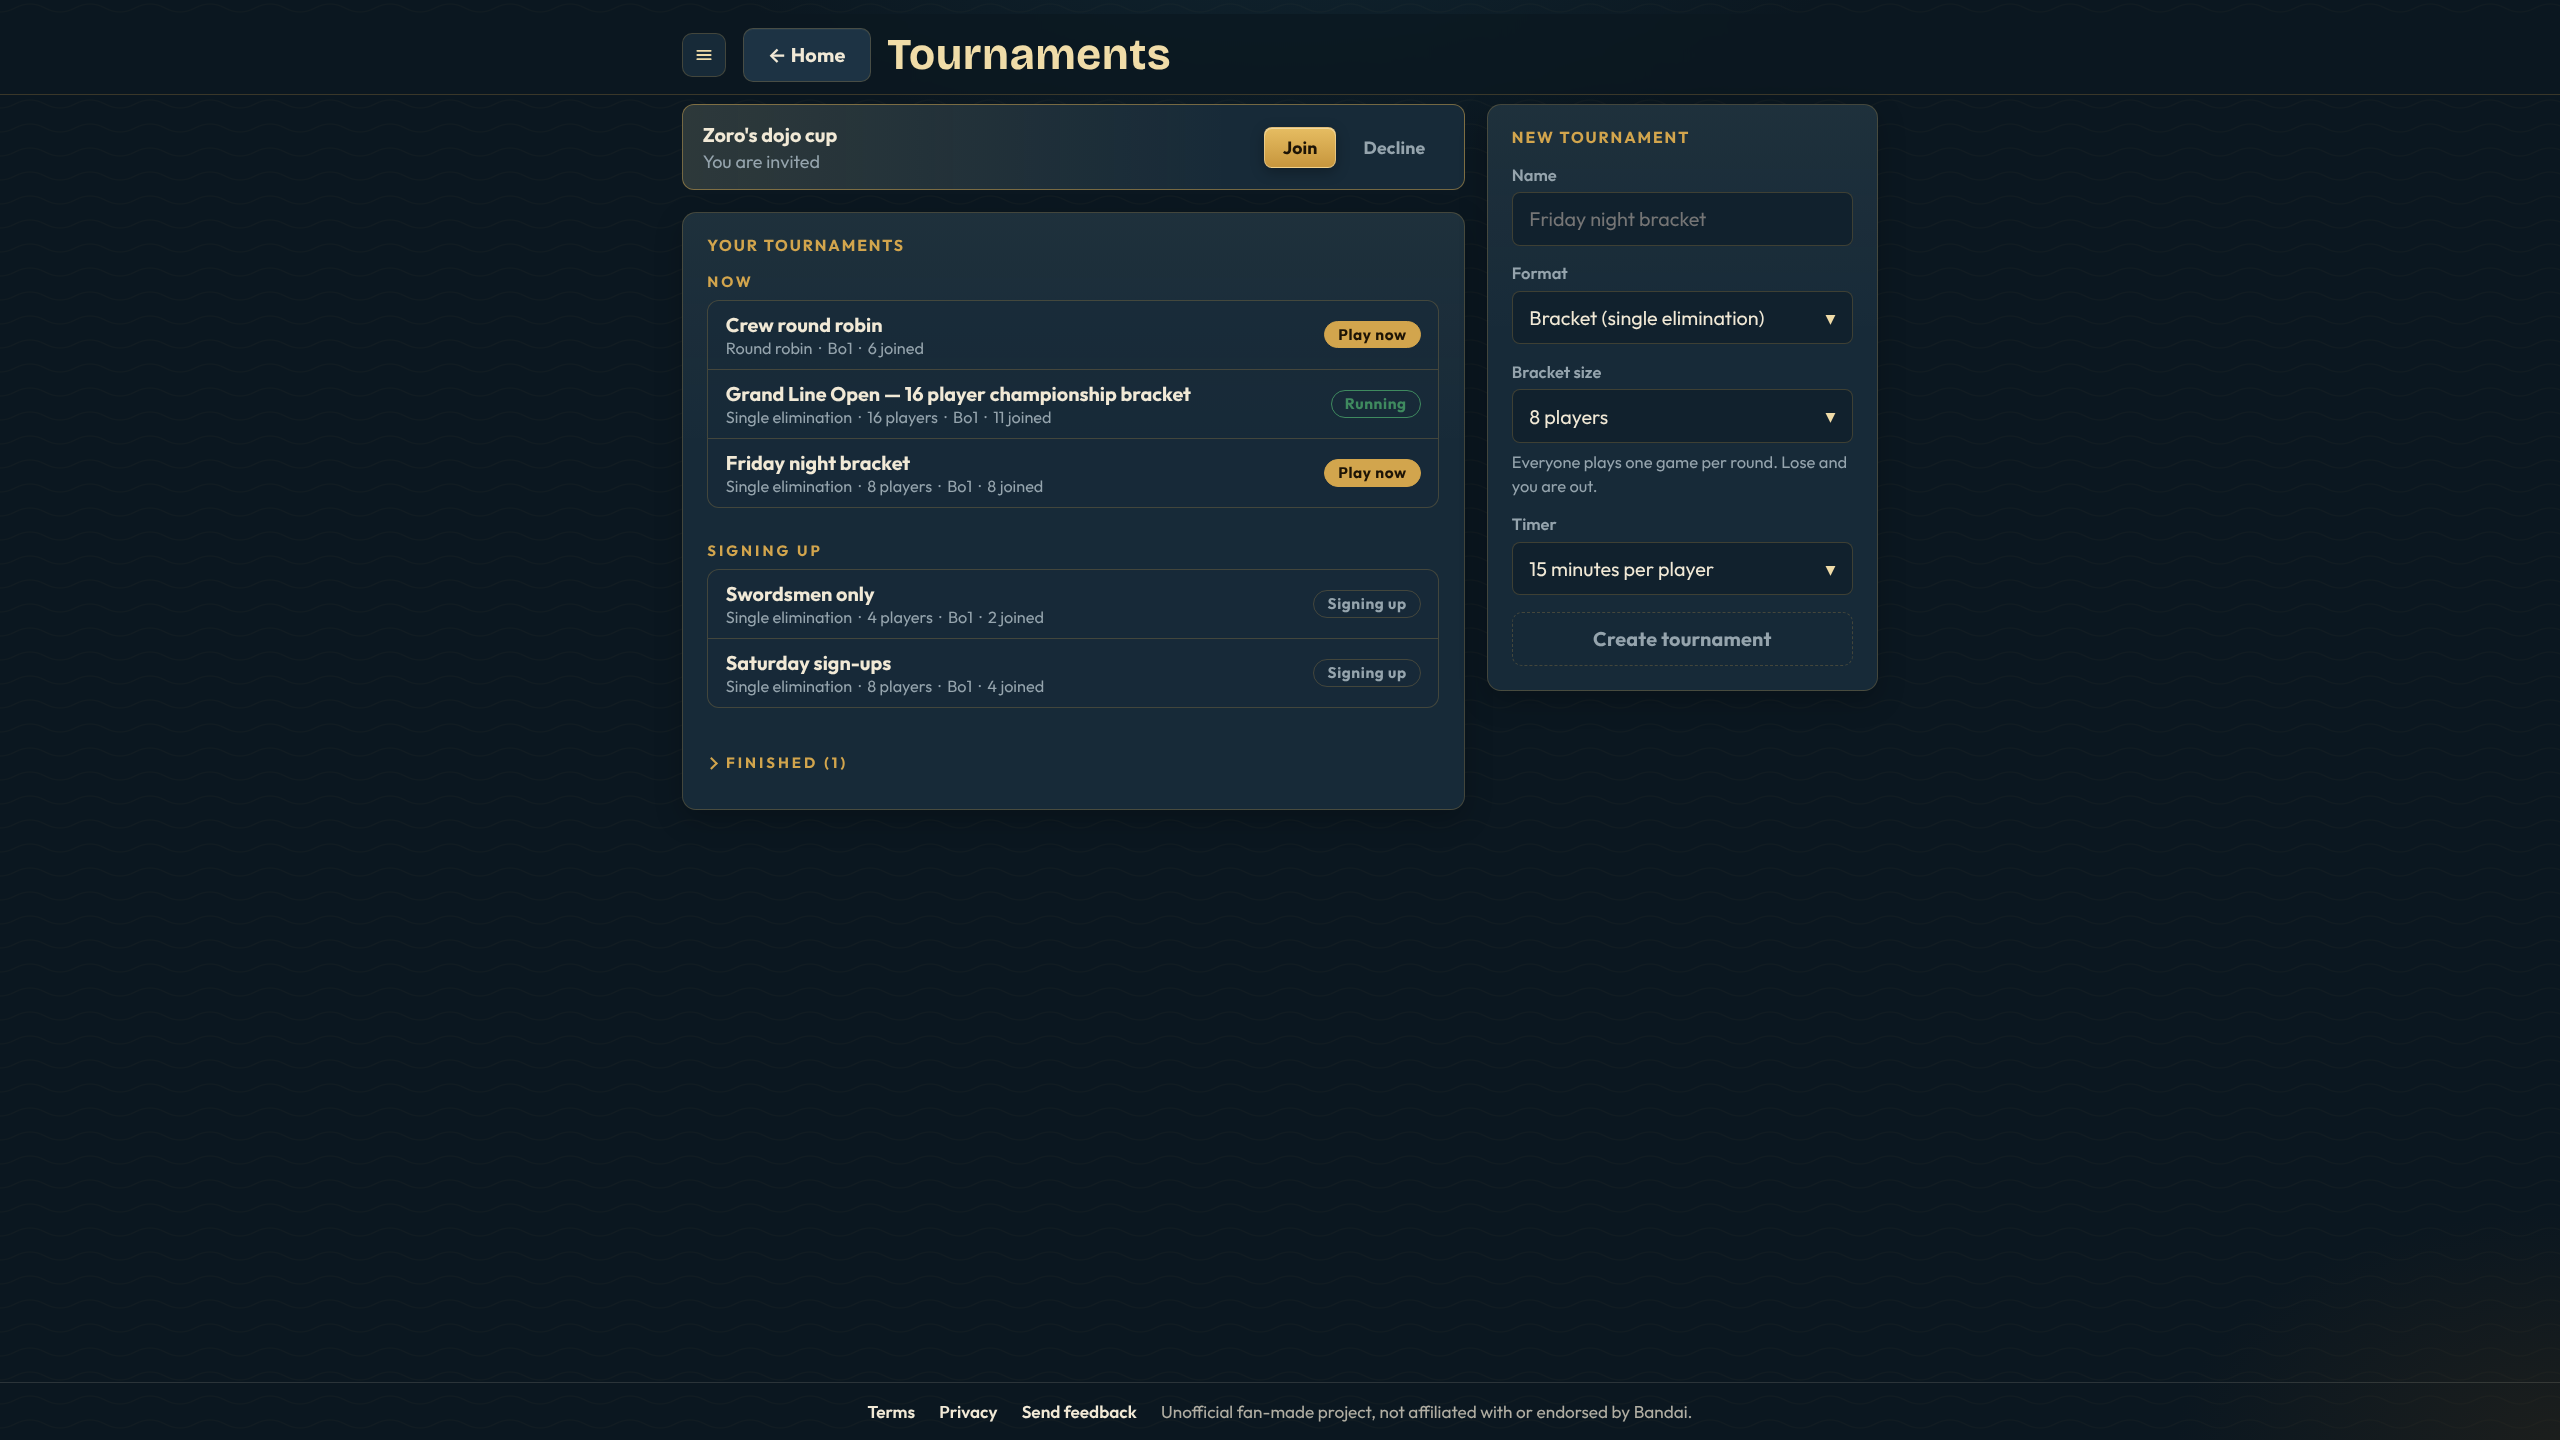 ← Home
Tournaments
Zoro's dojo cup
You are invited
Join
Decline
YOUR TOURNAMENTS
NOW
Crew round robin
Round robin · Bo1 · 6 joined
Play now
Grand Line Open — 16 player championship bracket
Single elimination · 16 players · Bo1 · 11 joined
Running
Friday night bracket
Single elimination · 8 players · Bo1 · 8 joined
Play now
SIGNING UP
Swordsmen only
Single elimination · 4 players · Bo1 · 2 joined
Signing up
Saturday sign-ups
Single elimination · 8 players · Bo1 · 4 joined
Signing up
FINISHED (1)
NEW TOURNAMENT
Name
Friday night bracket
Format
Bracket (single elimination)
Bracket size
8 players
Everyone plays one game per round. Lose and
you are out.
Timer
15 minutes per player
Create tournament
Terms
Privacy
Send feedback
Unofficial fan-made project, not affiliated with or endorsed by Bandai.